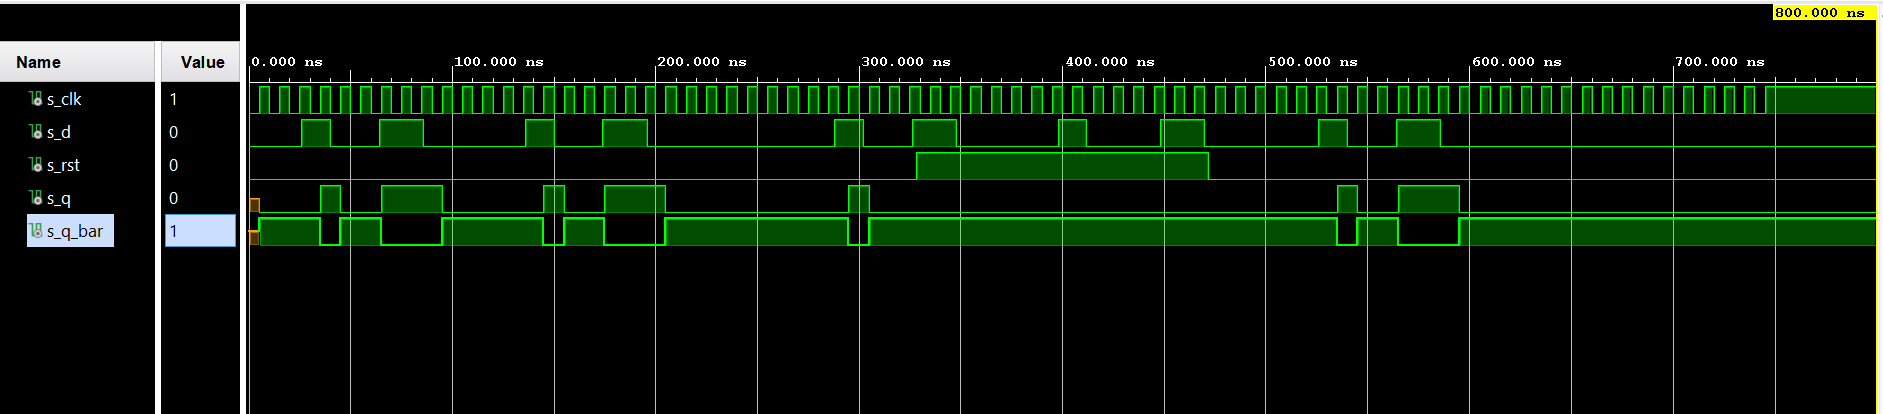 800.000 ns
Name Value
0.000 ns 100.000 ns 200.000 ns 300.000 ns 400.000 ns 500.000 ns 600.000 ns 700.000 ns
s_clk 1
s_d 0
s_rst 0
s_q 0
s_q_bar 1